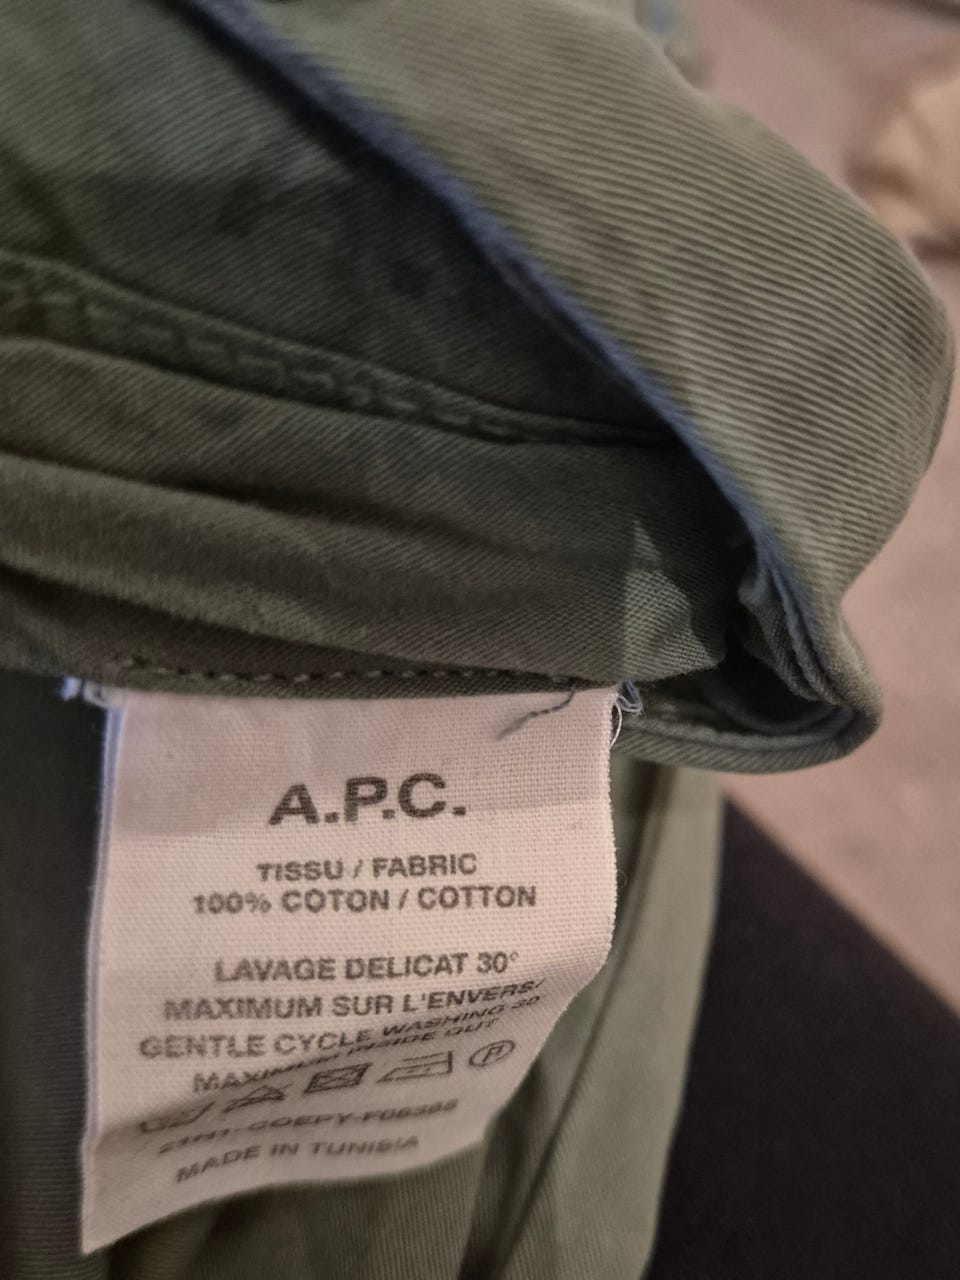 A.P.C.
TISSU / FABRIC
100% COTON / COTTON
LAVAGE DELICAT 30°
MAXIMUM SUR L'ENVERS/
GENTLE CYCLE WASHING 30°
MAXIMUM INSIDE OUT
P
MADE IN TUNISIA